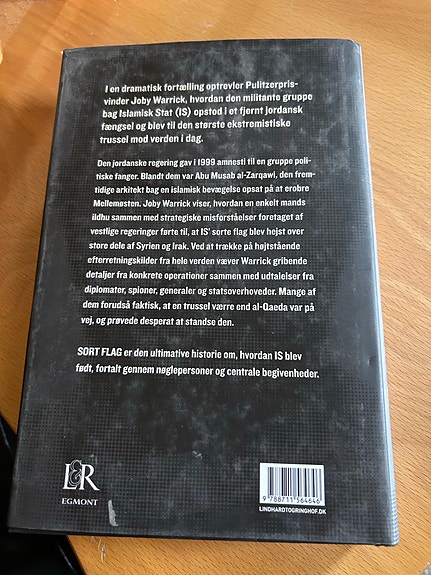 I en dramatisk fortælling optrevler Pulitzerpris-
vinder Joby Warrick, hvordan den militante gruppe
bag Islamisk Stat (IS) opstod i et fjernt jordansk
fængsel og blev til den største ekstremistiske
trussel mod verden i dag.
Den jordanske regering gav i 1999 amnesti til en gruppe poli-
tiske fanger. Blandt dem var Abu Musab al-Zarqawi, den frem-
tidige arkitekt bag en islamisk bevægelse opsat på at erobre
Mellemøsten. Joby Warrick viser, hvordan en enkelt mands
ildhu sammen med strategiske misforståelser foretaget af
vestlige regeringer førte til, at IS' sorte flag blev hejst over
store dele af Syrien og Irak. Ved at trække på højtstående
efterretningskilder fra hele verden væver Warrick gribende
detaljer fra konkrete operationer sammen med udtalelser fra
diplomater, spioner, generaler og statsoverhoveder. Mange af
dem forudså faktisk, at en trussel værre end al-Qaeda var på
vej, og prøvede desperat at standse den.
SORT FLAG er den ultimative historie om, hvordan IS blev
født, fortalt gennem nøglepersoner og centrale begivenheder.
L&R
EGMONT
9 788711 564646
LINDHARDTOGRINGHOF.DK